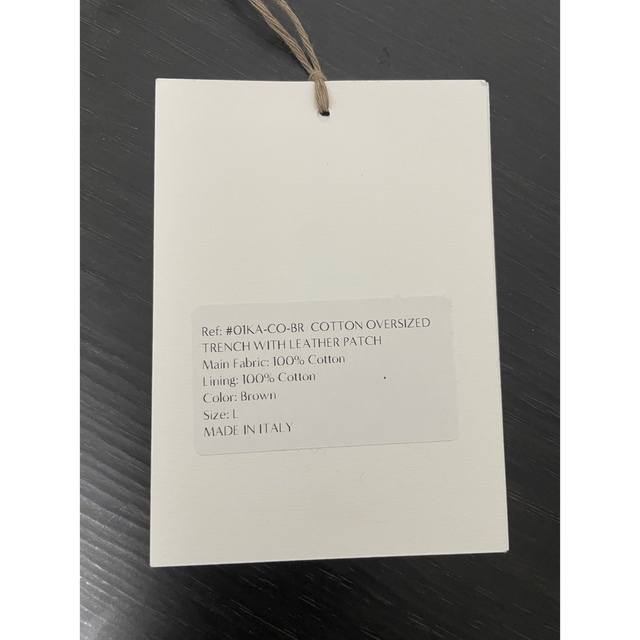 Ref: #01KA-CO-BR COTTON OVERSIZED
TRENCH WITH LEATHER PATCH
Main Fabric: 100% Cotton
Lining: 100% Cotton
Color: Brown
Size: L
MADE IN ITALY